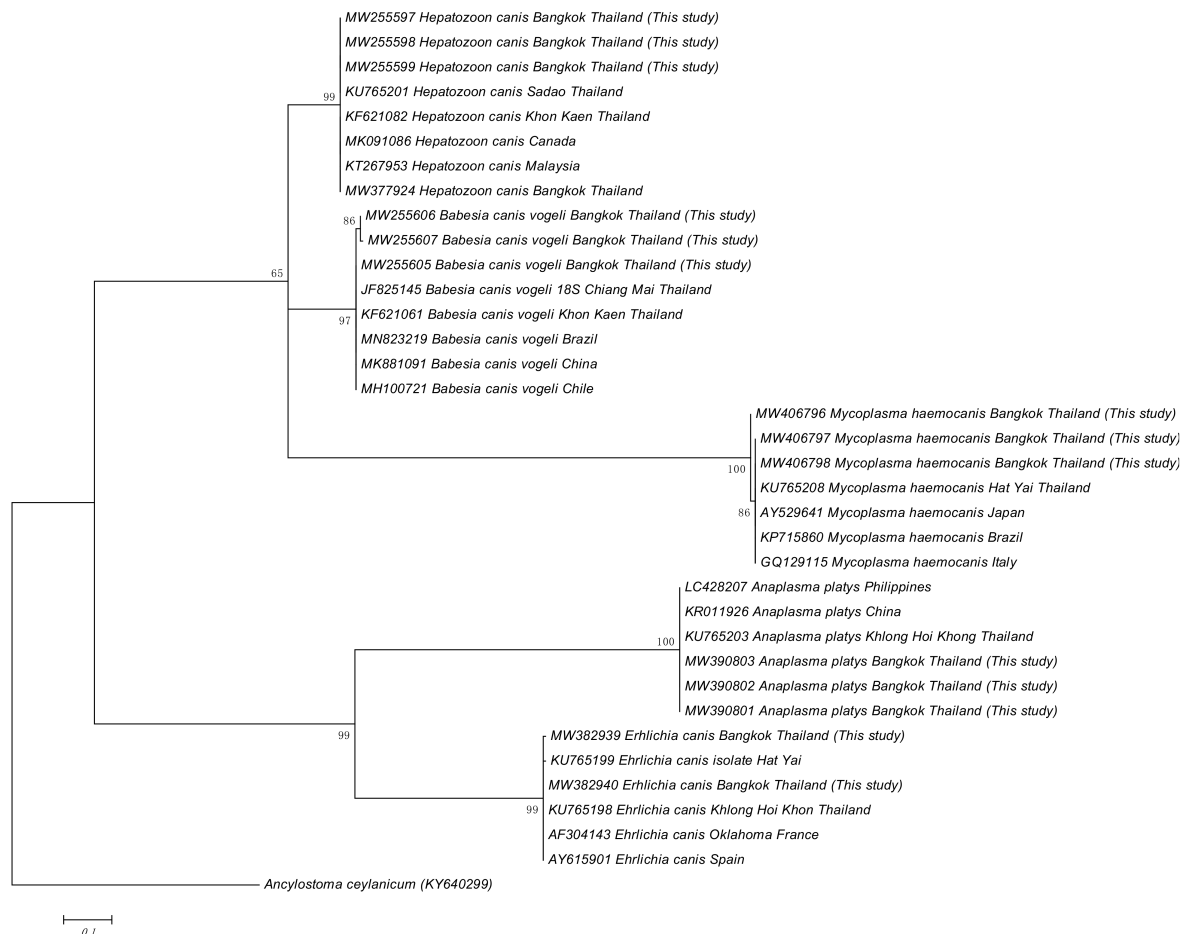 MW255597 Hepatozoon canis Bangkok Thailand (This study)
MW255598 Hepatozoon canis Bangkok Thailand (This study)
MW255599 Hepatozoon canis Bangkok Thailand (This study)
99
KU765201 Hepatozoon canis Sadao Thailand
KF621082 Hepatozoon canis Khon Kaen Thailand
MK091086 Hepatozoon canis Canada
KT267953 Hepatozoon canis Malaysia
MW377924 Hepatozoon canis Bangkok Thailand
86
MW255606 Babesia canis vogeli Bangkok Thailand (This study)
MW255607 Babesia canis vogeli Bangkok Thailand (This study)
MW255605 Babesia canis vogeli Bangkok Thailand (This study)
65
JF825145 Babesia canis vogeli 18S Chiang Mai Thailand
KF621061 Babesia canis vogeli Khon Kaen Thailand
97
MN823219 Babesia canis vogeli Brazil
MK881091 Babesia canis vogeli China
MH100721 Babesia canis vogeli Chile
MW406796 Mycoplasma haemocanis Bangkok Thailand (This study)
MW406797 Mycoplasma haemocanis Bangkok Thailand (This study)
MW406798 Mycoplasma haemocanis Bangkok Thailand (This study)
100
KU765208 Mycoplasma haemocanis Hat Yai Thailand
86
AY529641 Mycoplasma haemocanis Japan
KP715860 Mycoplasma haemocanis Brazil
GQ129115 Mycoplasma haemocanis Italy
LC428207 Anaplasma platys Philippines
KR011926 Anaplasma platys China
100
KU765203 Anaplasma platys Khlong Hoi Khong Thailand
MW390803 Anaplasma platys Bangkok Thailand (This study)
MW390802 Anaplasma platys Bangkok Thailand (This study)
MW390801 Anaplasma platys Bangkok Thailand (This study)
99
MW382939 Erhlichia canis Bangkok Thailand (This study)
KU765199 Ehrlichia canis isolate Hat Yai
MW382940 Erhlichia canis Bangkok Thailand (This study)
99
KU765198 Ehrlichia canis Khlong Hoi Khon Thailand
AF304143 Ehrlichia canis Oklahoma France
AY615901 Ehrlichia canis Spain
Ancylostoma ceylanicum (KY640299)
0.1